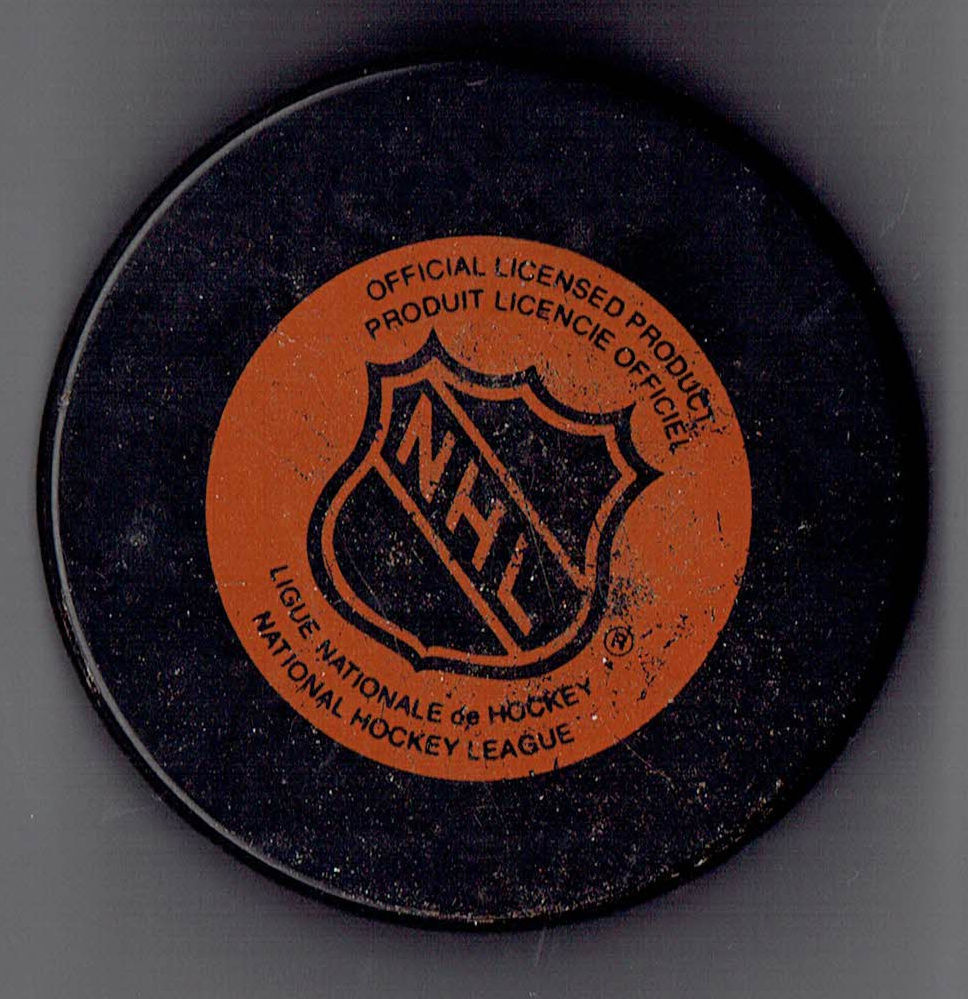 OFFICIAL LICENSED PRODUCT
PRODUIT LICENCIE OFFICIEL
NHL
®
LIGUE NATIONALE de HOCKEY
NATIONAL HOCKEY LEAGUE